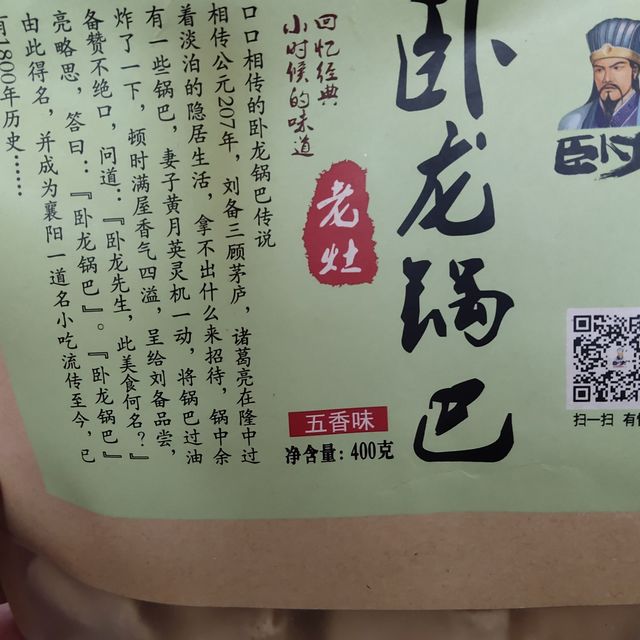 卧龙锅巴
回忆经典
小时候的味道
老灶
五香味
净含量：400克
口口相传的卧龙锅巴传说
相传公元207年，刘备三顾茅庐，诸葛亮在隆中过
着淡泊的隐居生活，拿不出什么来招待，锅中余
有一些锅巴，妻子黄月英灵机一动，将锅巴过油
炸了一下，顿时满屋香气四溢，呈给刘备品尝，
备赞不绝口，问道：『卧龙先生，此美食何名？』
亮略思，答曰：『卧龙锅巴』。『卧龙锅巴』
由此得名，并成为襄阳一道名小吃流传至今，已
有1800年历史……
卧
扫一扫 有